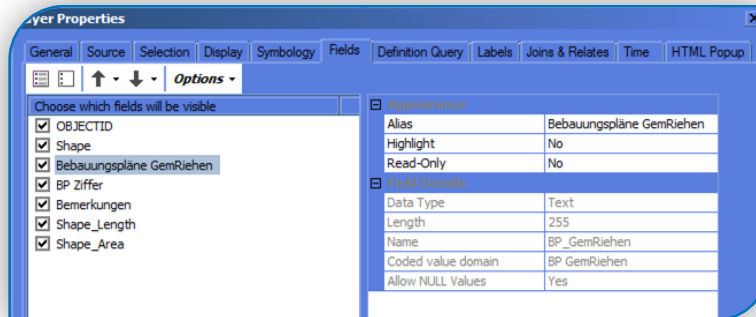 yer Properties
General Source Selection Display Symbology Fields Definition Query Labels Joins & Relates Time HTML Popup
Options
Choose which fields will be visible
OBJECTID
Shape
Bebauungspläne GemRiehen
BP Ziffer
Bemerkungen
Shape_Length
Shape_Area
Appearance
Alias Bebauungspläne GemRiehen
Highlight No
Read-Only No
Field Details
Data Type Text
Length 255
Name BP_GemRiehen
Coded value domain BP GemRiehen
Allow NULL Values Yes